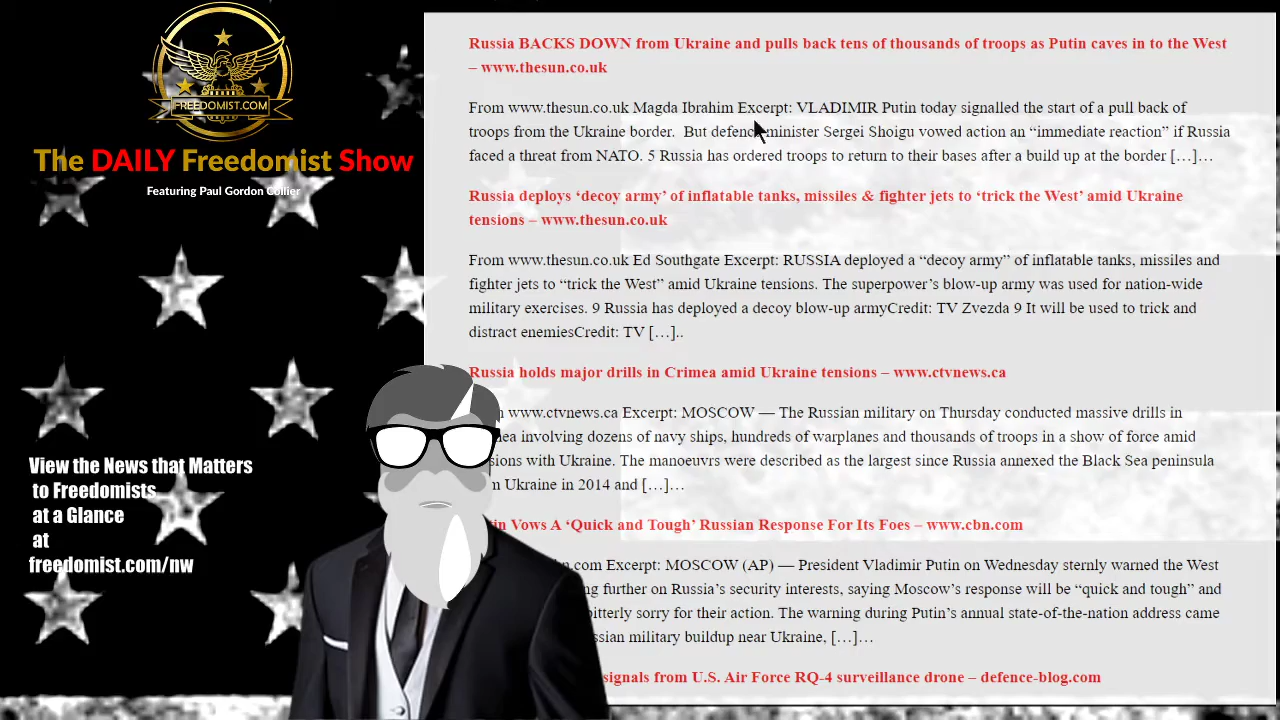 FREEDOMIST.COM
The DAILY Freedomist Show
Featuring Paul Gordon Collier
View the News that Matters
to Freedomists
at a Glance
at
freedomist.com/nw
Russia BACKS DOWN from Ukraine and pulls back tens of thousands of troops as Putin caves in to the West
– www.thesun.co.uk
From www.thesun.co.uk Magda Ibrahim Excerpt: VLADIMIR Putin today signalled the start of a pull back of
troops from the Ukraine border.  But defence minister Sergei Shoigu vowed action an “immediate reaction” if Russia
faced a threat from NATO. 5 Russia has ordered troops to return to their bases after a build up at the border […]…
Russia deploys ‘decoy army’ of inflatable tanks, missiles & fighter jets to ‘trick the West’ amid Ukraine
tensions – www.thesun.co.uk
From www.thesun.co.uk Ed Southgate Excerpt: RUSSIA deployed a “decoy army” of inflatable tanks, missiles and
fighter jets to “trick the West” amid Ukraine tensions. The superpower’s blow-up army was used for nation-wide
military exercises. 9 Russia has deployed a decoy blow-up armyCredit: TV Zvezda 9 It will be used to trick and
distract enemiesCredit: TV […]..
Russia holds major drills in Crimea amid Ukraine tensions – www.ctvnews.ca
www.ctvnews.ca Excerpt: MOSCOW — The Russian military on Thursday conducted massive drills in
involving dozens of navy ships, hundreds of warplanes and thousands of troops in a show of force amid
with Ukraine. The manoeuvrs were described as the largest since Russia annexed the Black Sea peninsula
Ukraine in 2014 and […]…
Vows A ‘Quick and Tough’ Russian Response For Its Foes – www.cbn.com
.com Excerpt: MOSCOW (AP) — President Vladimir Putin on Wednesday sternly warned the West
further on Russia’s security interests, saying Moscow’s response will be “quick and tough” and
bitterly sorry for their action. The warning during Putin’s annual state-of-the-nation address came
military buildup near Ukraine, […]…
signals from U.S. Air Force RQ-4 surveillance drone – defence-blog.com